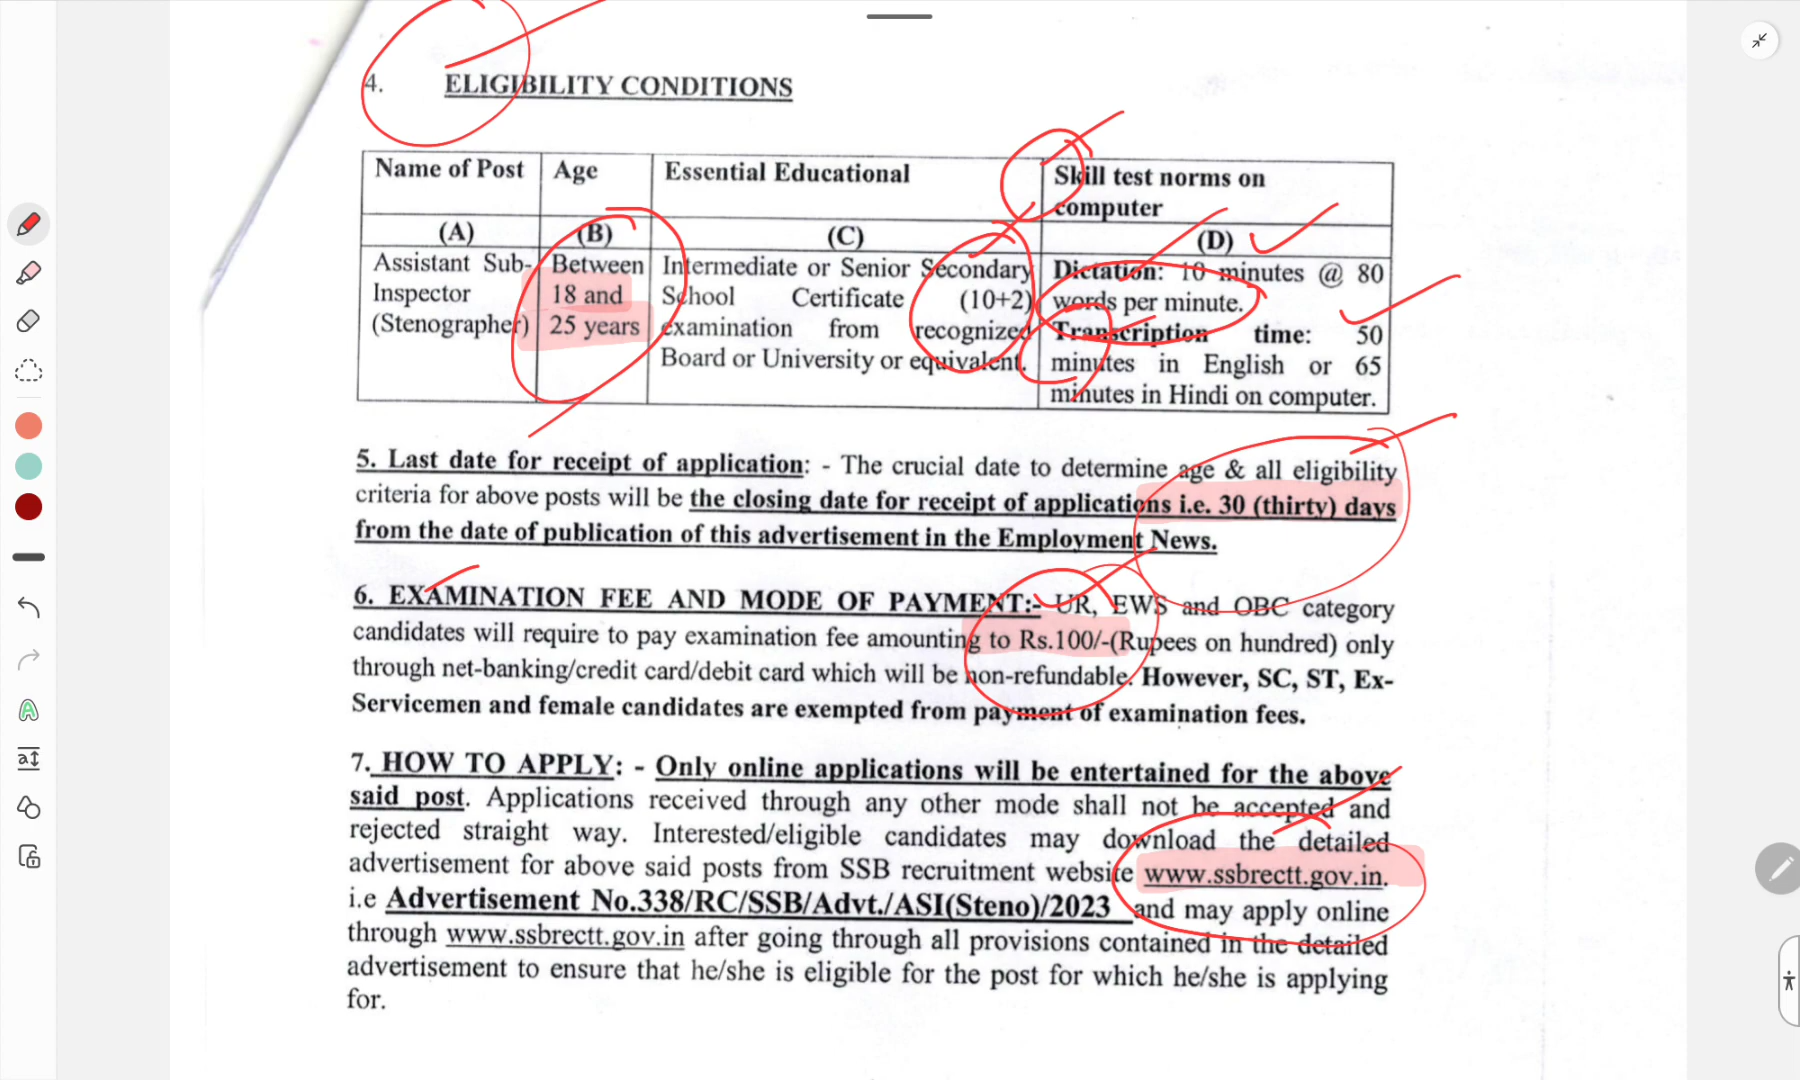 4. ELIGIBILITY CONDITIONS
Name of Post Age Essential Educational Skill test norms on
computer
(A) (B) (C) (D)
Assistant Sub- Between Intermediate or Senior Secondary Dictation: 10 minutes @ 80
Inspector 18 and School Certificate (10+2) words per minute.
(Stenographer) 25 years examination from recognized Transcription time: 50
Board or University or equivalent. minutes in English or 65
minutes in Hindi on computer.
5. Last date for receipt of application: - The crucial date to determine age & all eligibility
criteria for above posts will be the closing date for receipt of applications i.e. 30 (thirty) days
from the date of publication of this advertisement in the Employment News.
6. EXAMINATION FEE AND MODE OF PAYMENT:- UR, EWS and OBC category
candidates will require to pay examination fee amounting to Rs.100/-(Rupees on hundred) only
through net-banking/credit card/debit card which will be non-refundable. However, SC, ST, Ex-
Servicemen and female candidates are exempted from payment of examination fees.
7. HOW TO APPLY: - Only online applications will be entertained for the above
said post. Applications received through any other mode shall not be accepted and
rejected straight way. Interested/eligible candidates may download the detailed
advertisement for above said posts from SSB recruitment website www.ssbrectt.gov.in.
i.e Advertisement No.338/RC/SSB/Advt./ASI(Steno)/2023 and may apply online
through www.ssbrectt.gov.in after going through all provisions contained in the detailed
advertisement to ensure that he/she is eligible for the post for which he/she is applying
for.